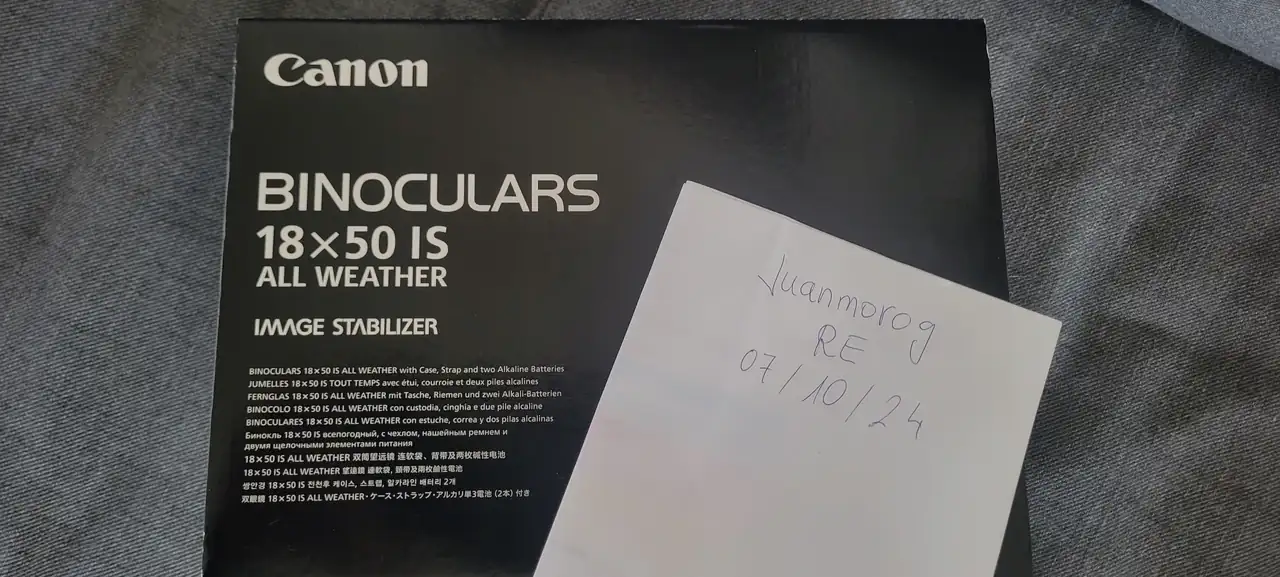 Canon
BINOCULARS
18×50 IS
ALL WEATHER
IMAGE STABILIZER
BINOCULARS 18×50 IS ALL WEATHER with Case, Strap and two Alkaline Batteries
JUMELLES 18×50 IS TOUT TEMPS avec étui, courroie et deux piles alcalines
FERNGLAS 18×50 IS ALL WEATHER mit Tasche, Riemen und zwei Alkali-Batterien
BINOCOLO 18×50 IS ALL WEATHER con custodia, cinghia e due pile alcaline
BINOCULARES 18×50 IS ALL WEATHER con estuche, correa y dos pilas alcalinas
Бинокль 18×50 IS всепогодный, с чехлом, нашейным ремнем и
двумя щелочными элементами питания
18×50 IS ALL WEATHER 双筒望远镜 连软袋、背带及两枚碱性电池
18×50 IS ALL WEATHER 望遠鏡 連軟袋, 頸帶及兩枚鹼性電池
쌍안경 18×50 IS 전천후 케이스, 스트랩, 알카라인 배터리 2개
双眼鏡 18×50 IS ALL WEATHER・ケース・ストラップ・アルカリ単3電池 (2本) 付き
Juanmorog
RE
07/10/24